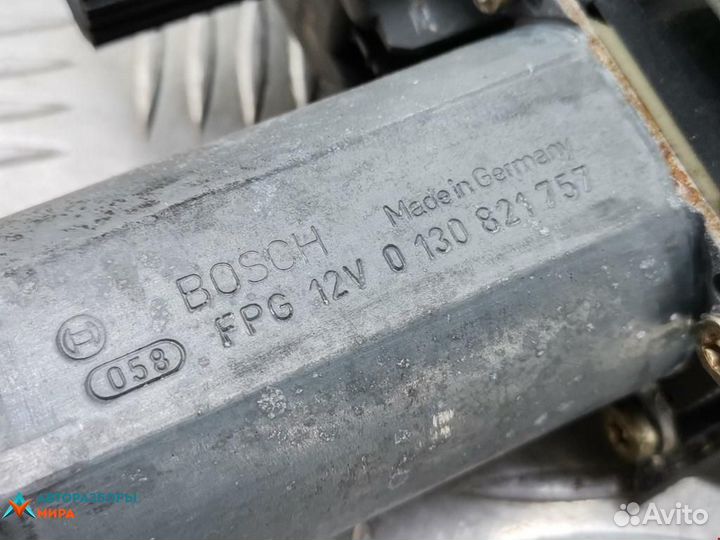 BOSCH Made in Germany
058 FPG 12V 0 130 821 757
АВТОРАЗБОРЫ
МИРА
Avito